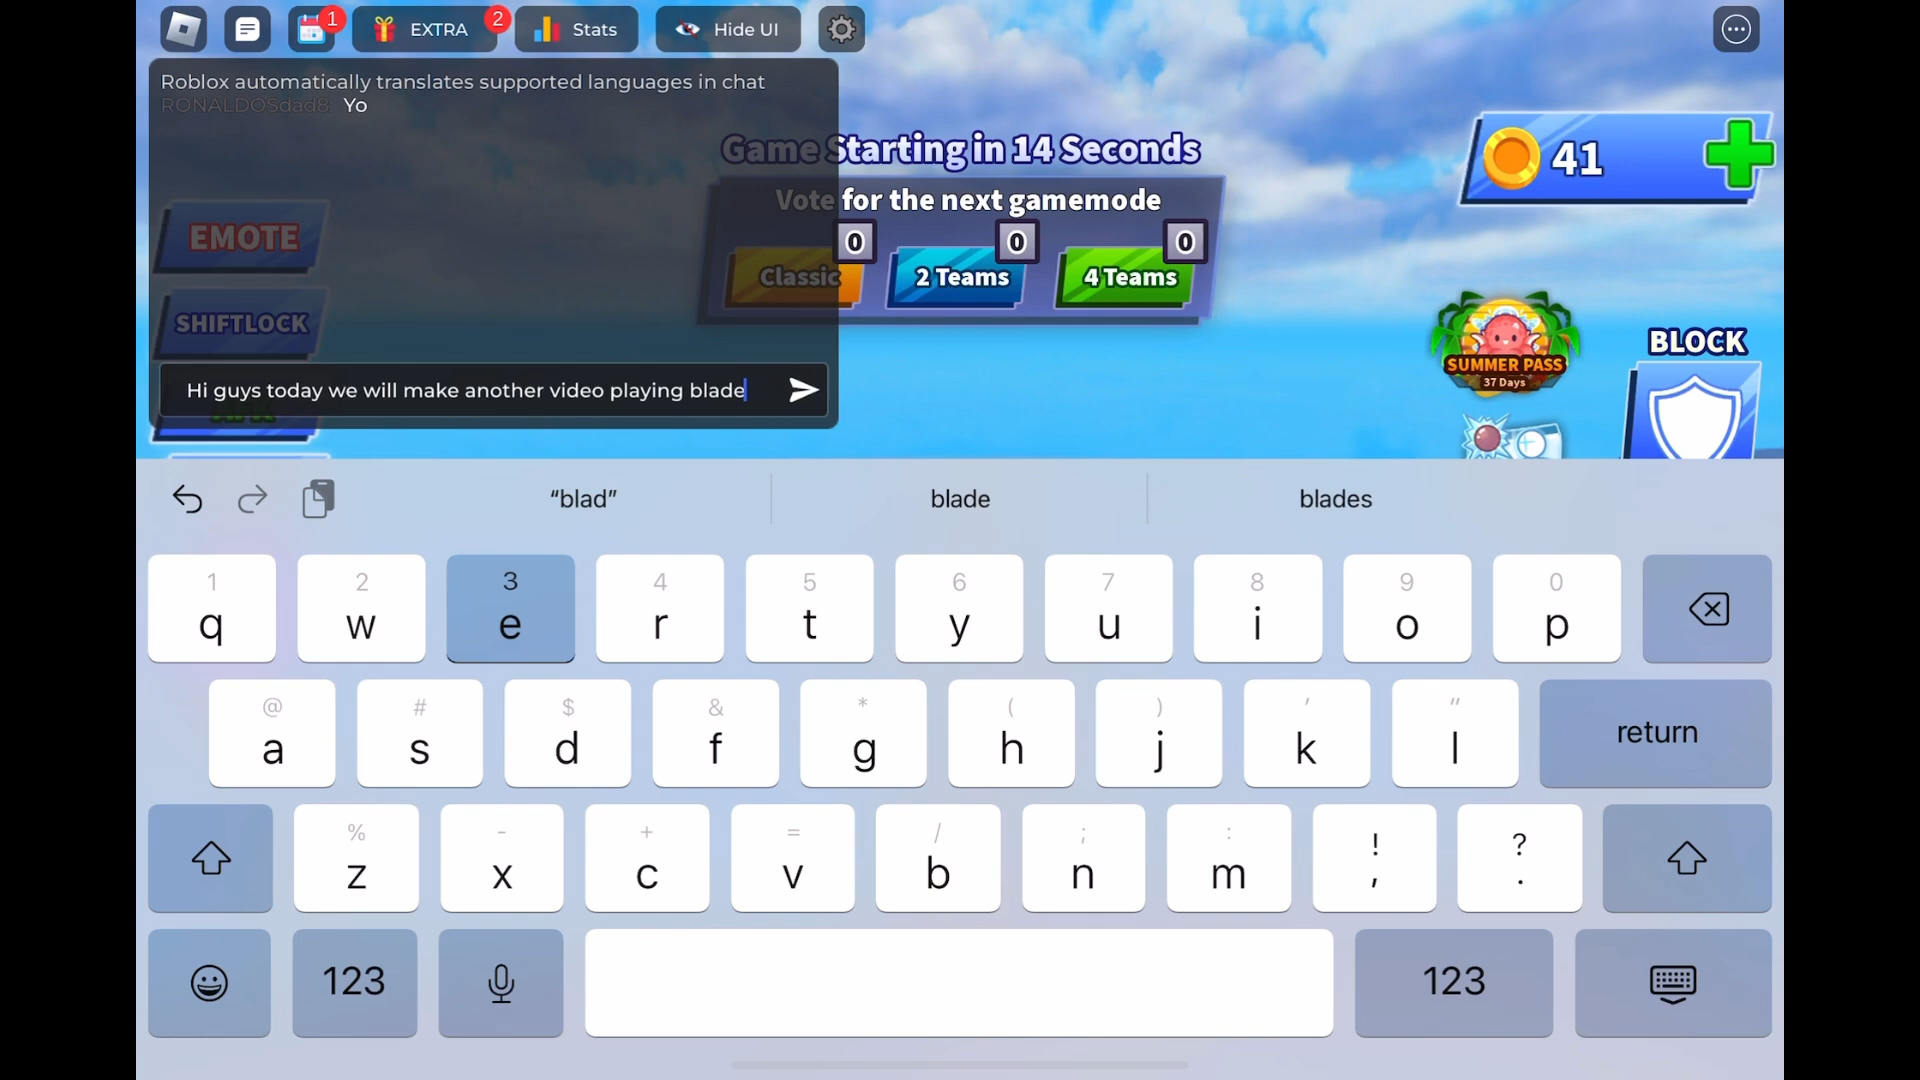 1
EXTRA
2
Stats
Hide UI
Roblox automatically translates supported languages in chat
RONALDOSdad8: Yo
Game Starting in 14 Seconds
Vote for the next gamemode
0
0
0
Classic
2 Teams
4 Teams
41
EMOTE
SHIFTLOCK
AFK
SUMMER PASS
37 Days
BLOCK
Hi guys today we will make another video playing blade
“blad”
blade
blades
1 2 3 4 5 6 7 8 9 0
q w e r t y u i o p
@ # $ & * ( ) ' "
a s d f g h j k l return
% - + = / ; : ! ?
z x c v b n m , .
123
123